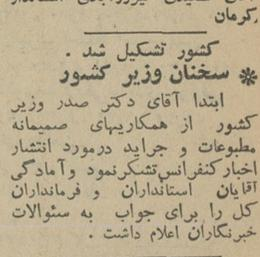 کرمان
کشور تشکیل شد .
* سخنان وزیر کشور
ابتدا آقای دکتر صدر وزیر
کشور از همکاریهای صمیمانه
مطبوعات و جراید درمورد انتشار
اخبار کنفرانس تشکر نمود و آمادگی
آقایان استانداران و فرمانداران
کل را برای جواب به سئوالات
خبرنگاران اعلام داشت .